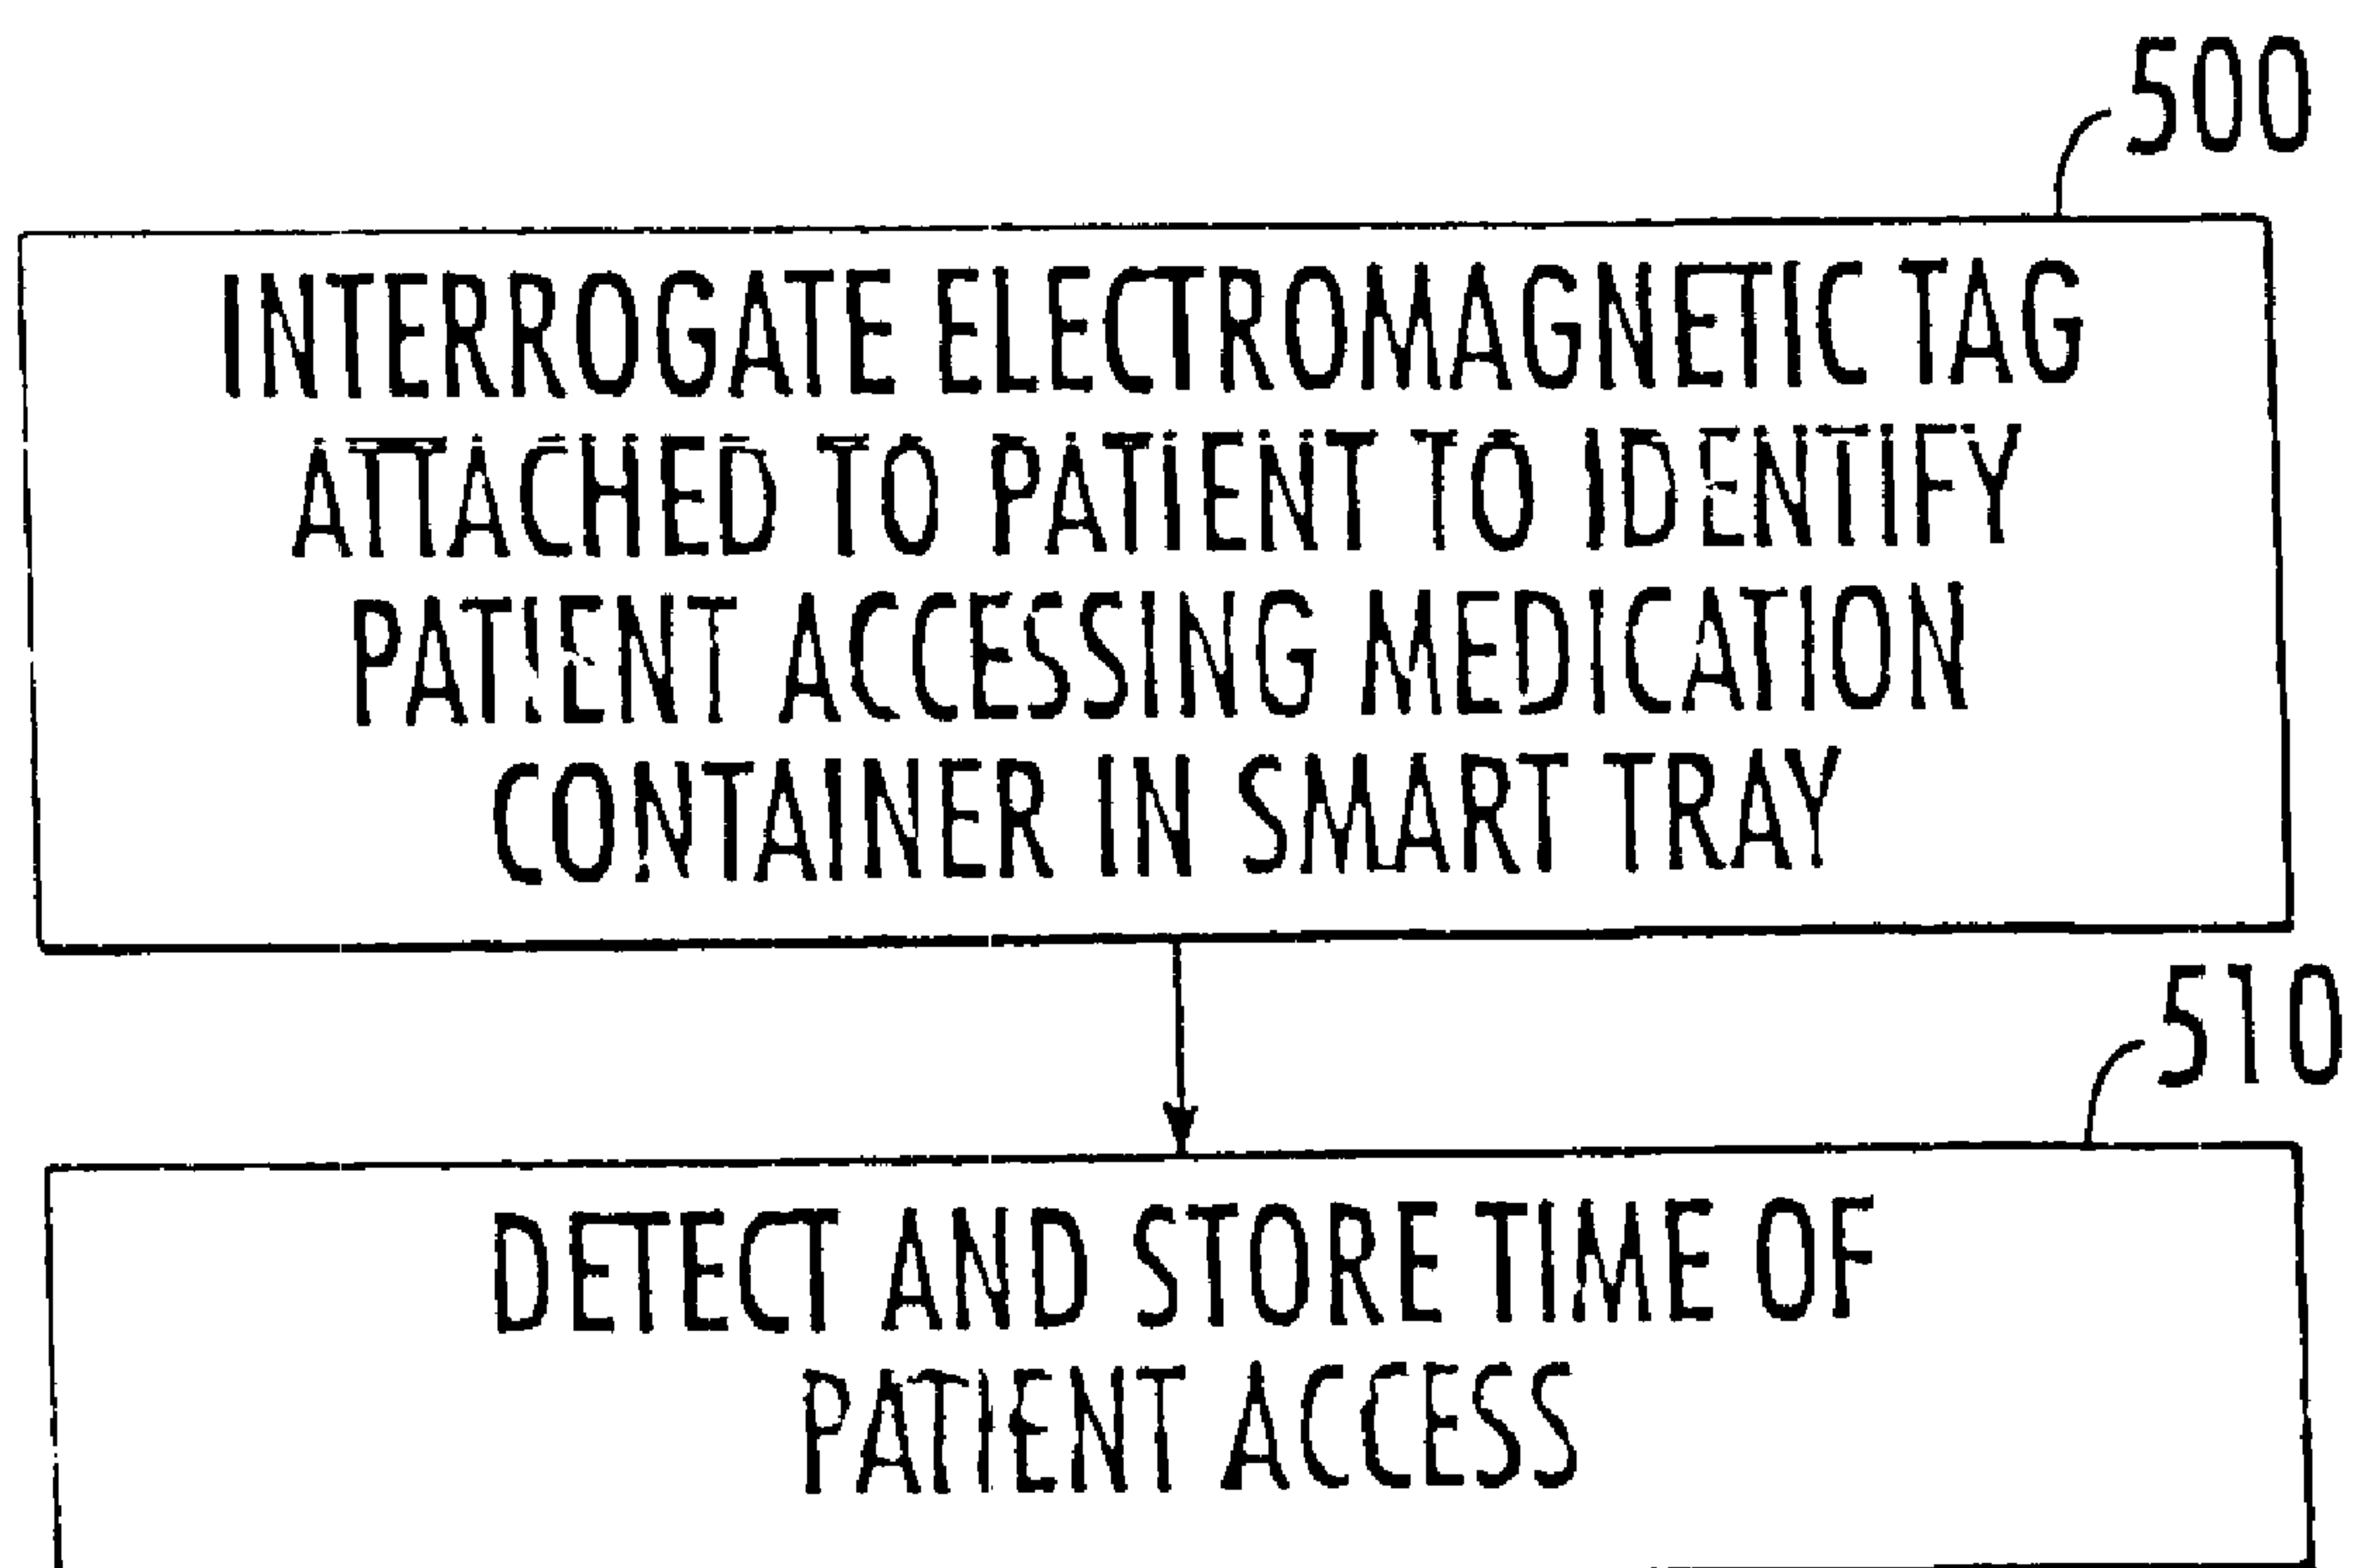 500
INTERROGATE ELECTROMAGNETIC TAG
ATTACHED TO PATIENT TO IDENTIFY
PATIENT ACCESSING MEDICATION
CONTAINER IN SMART TRAY
510
DETECT AND STORE TIME OF
PATIENT ACCESS